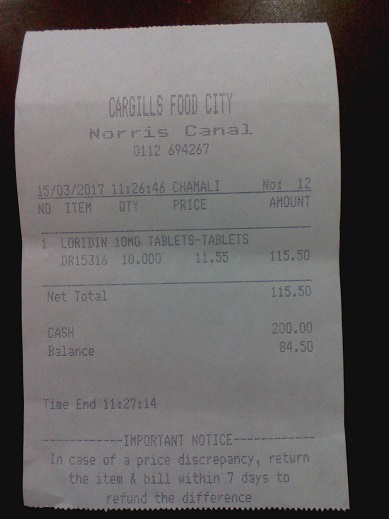 CARGILLS FOOD CITY
Norris Canal
0112 694267
15/03/2017 11:26:46 CHAMALI No: 12
NO ITEM QTY PRICE AMOUNT
1 LORIDIN 10MG TABLETS-TABLETS
DR15316 10.000 11.55 115.50
Net Total 115.50
CASH 200.00
Balance 84.50
Time End 11:27:14
------------IMPORTANT NOTICE------------
In case of a price discrepancy, return
the item & bill within 7 days to
refund the difference